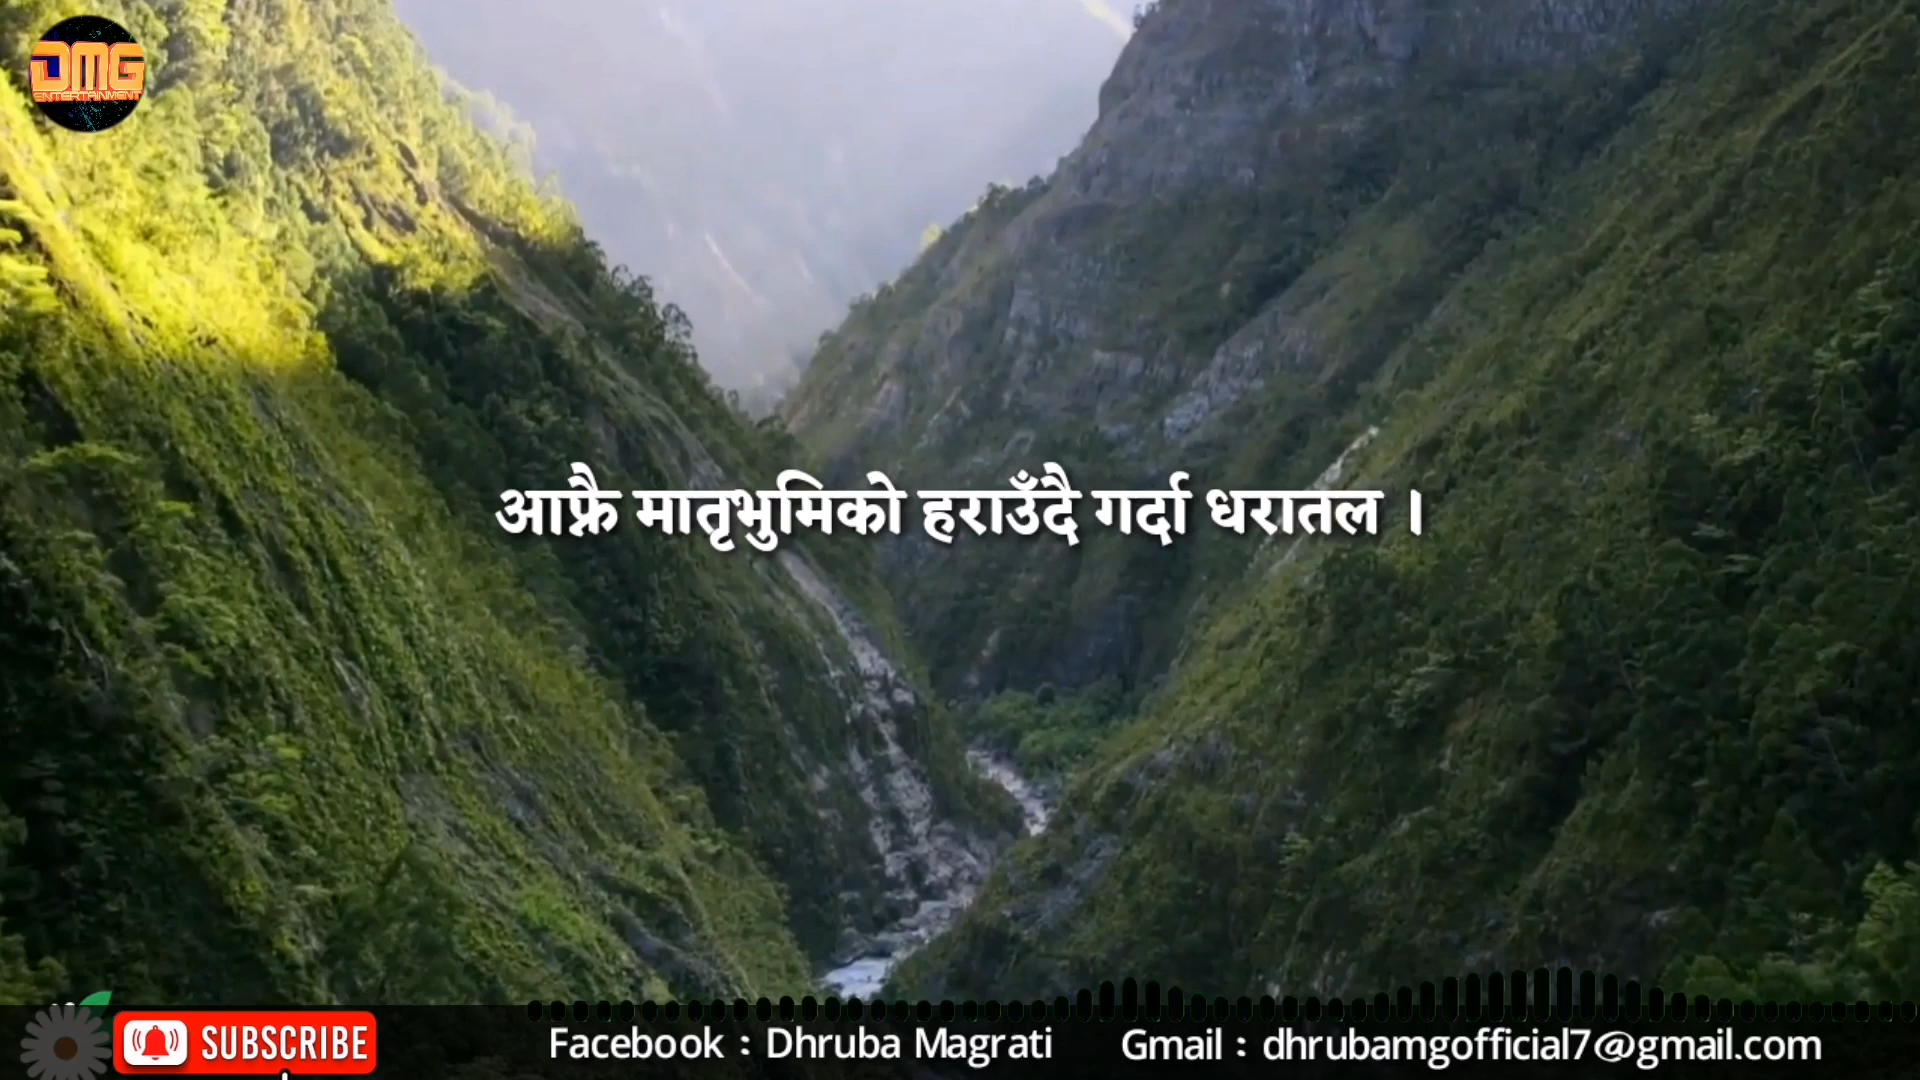 DMG
ENTERTAINMENT
आफ्नै मातृभुमिको हराउँदै गर्दा धरातल ।
SUBSCRIBE
Facebook : Dhruba Magrati
Gmail : dhrubamgofficial7@gmail.com